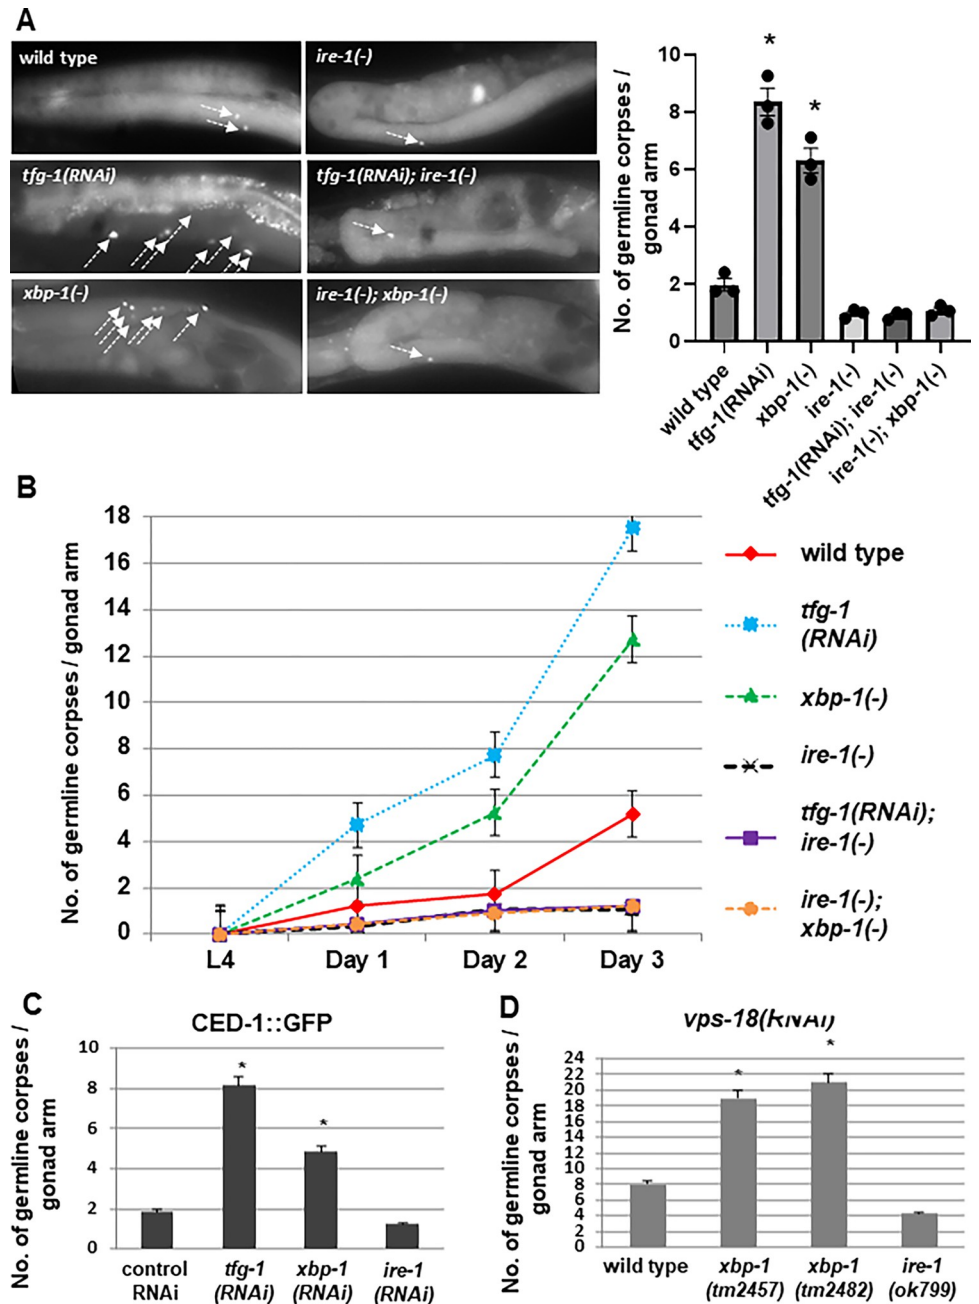 A
wild type
ire-1(-)
tfg-1(RNAi)
tfg-1(RNAi); ire-1(-)
xbp-1(-)
ire-1(-); xbp-1(-)
No. of germline corpses /
gonad arm
10
8
6
4
2
0
*
*
wild type
tfg-1(RNAi)
xbp-1(-)
ire-1(-)
tfg-1(RNAi); ire-1(-)
ire-1(-); xbp-1(-)
B
No. of germline corpses / gonad arm
18
16
14
12
10
8
6
4
2
0
L4 Day 1 Day 2 Day 3
wild type
tfg-1
(RNAi)
xbp-1(-)
ire-1(-)
tfg-1(RNAi);
ire-1(-)
ire-1(-);
xbp-1(-)
C
CED-1::GFP
No. of germline corpses /
gonad arm
10
8
6
4
2
0
*
*
control tfg-1 xbp-1 ire-1
RNAi (RNAi) (RNAi) (RNAi)
D
vps-18(RNAi)
No. of germline corpses /
gonad arm
24
22
20
18
16
14
12
10
8
6
4
2
0
*
*
wild type xbp-1 xbp-1 ire-1
(tm2457) (tm2482) (ok799)